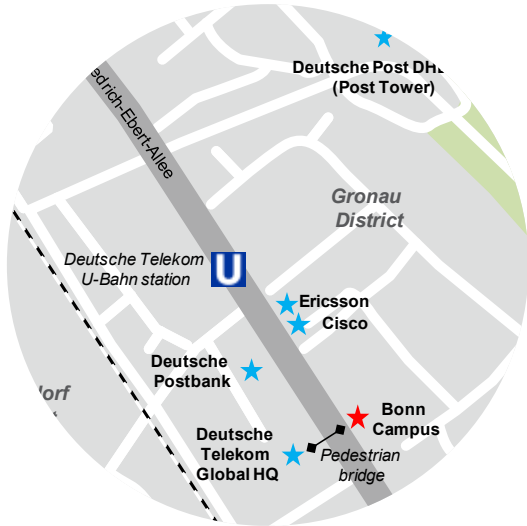 Deutsche Post
(Post Tower)
Gronau
District
Deutsche Telekom
U-Bahn station
U
Ericsson
Cisco
Deutsche
Postbank
Bonn
Campus
Deutsche
Telekom
Global HQ
Pedestrian
bridge